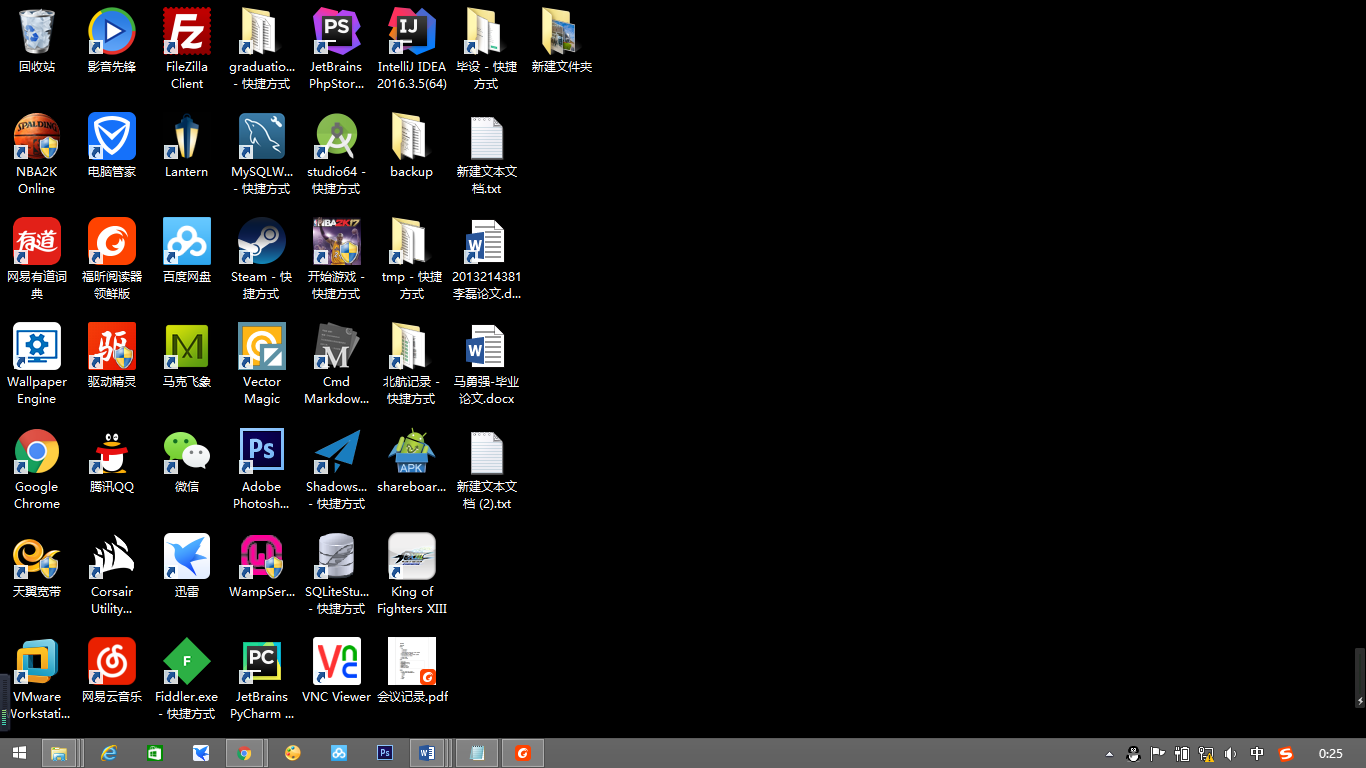 回收站
影音先锋
FileZilla
Client
graduatio...
- 快捷方式
JetBrains
PhpStor...
IntelliJ IDEA
2016.3.5(64)
毕设 - 快捷
方式
新建文件夹
NBA2K
Online
电脑管家
Lantern
MySQLW...
- 快捷方式
studio64 -
快捷方式
backup
新建文本文
档.txt
网易有道词
典
福昕阅读器
领鲜版
百度网盘
Steam - 快
捷方式
开始游戏 -
快捷方式
tmp - 快捷
方式
2013214381
李磊论文.d...
Wallpaper
Engine
驱动精灵
马克飞象
Vector
Magic
Cmd
Markdow...
北航记录 -
快捷方式
马勇强-毕业
论文.docx
Google
Chrome
腾讯QQ
微信
Adobe
Photosh...
Shadows...
- 快捷方式
shareboar...
新建文本文
档 (2).txt
天翼宽带
Corsair
Utility...
迅雷
WampSer...
SQLiteStu...
- 快捷方式
King of
Fighters XIII
VMware
Workstati...
网易云音乐
Fiddler.exe
- 快捷方式
JetBrains
PyCharm ...
VNC Viewer
会议记录.pdf
中
0:25